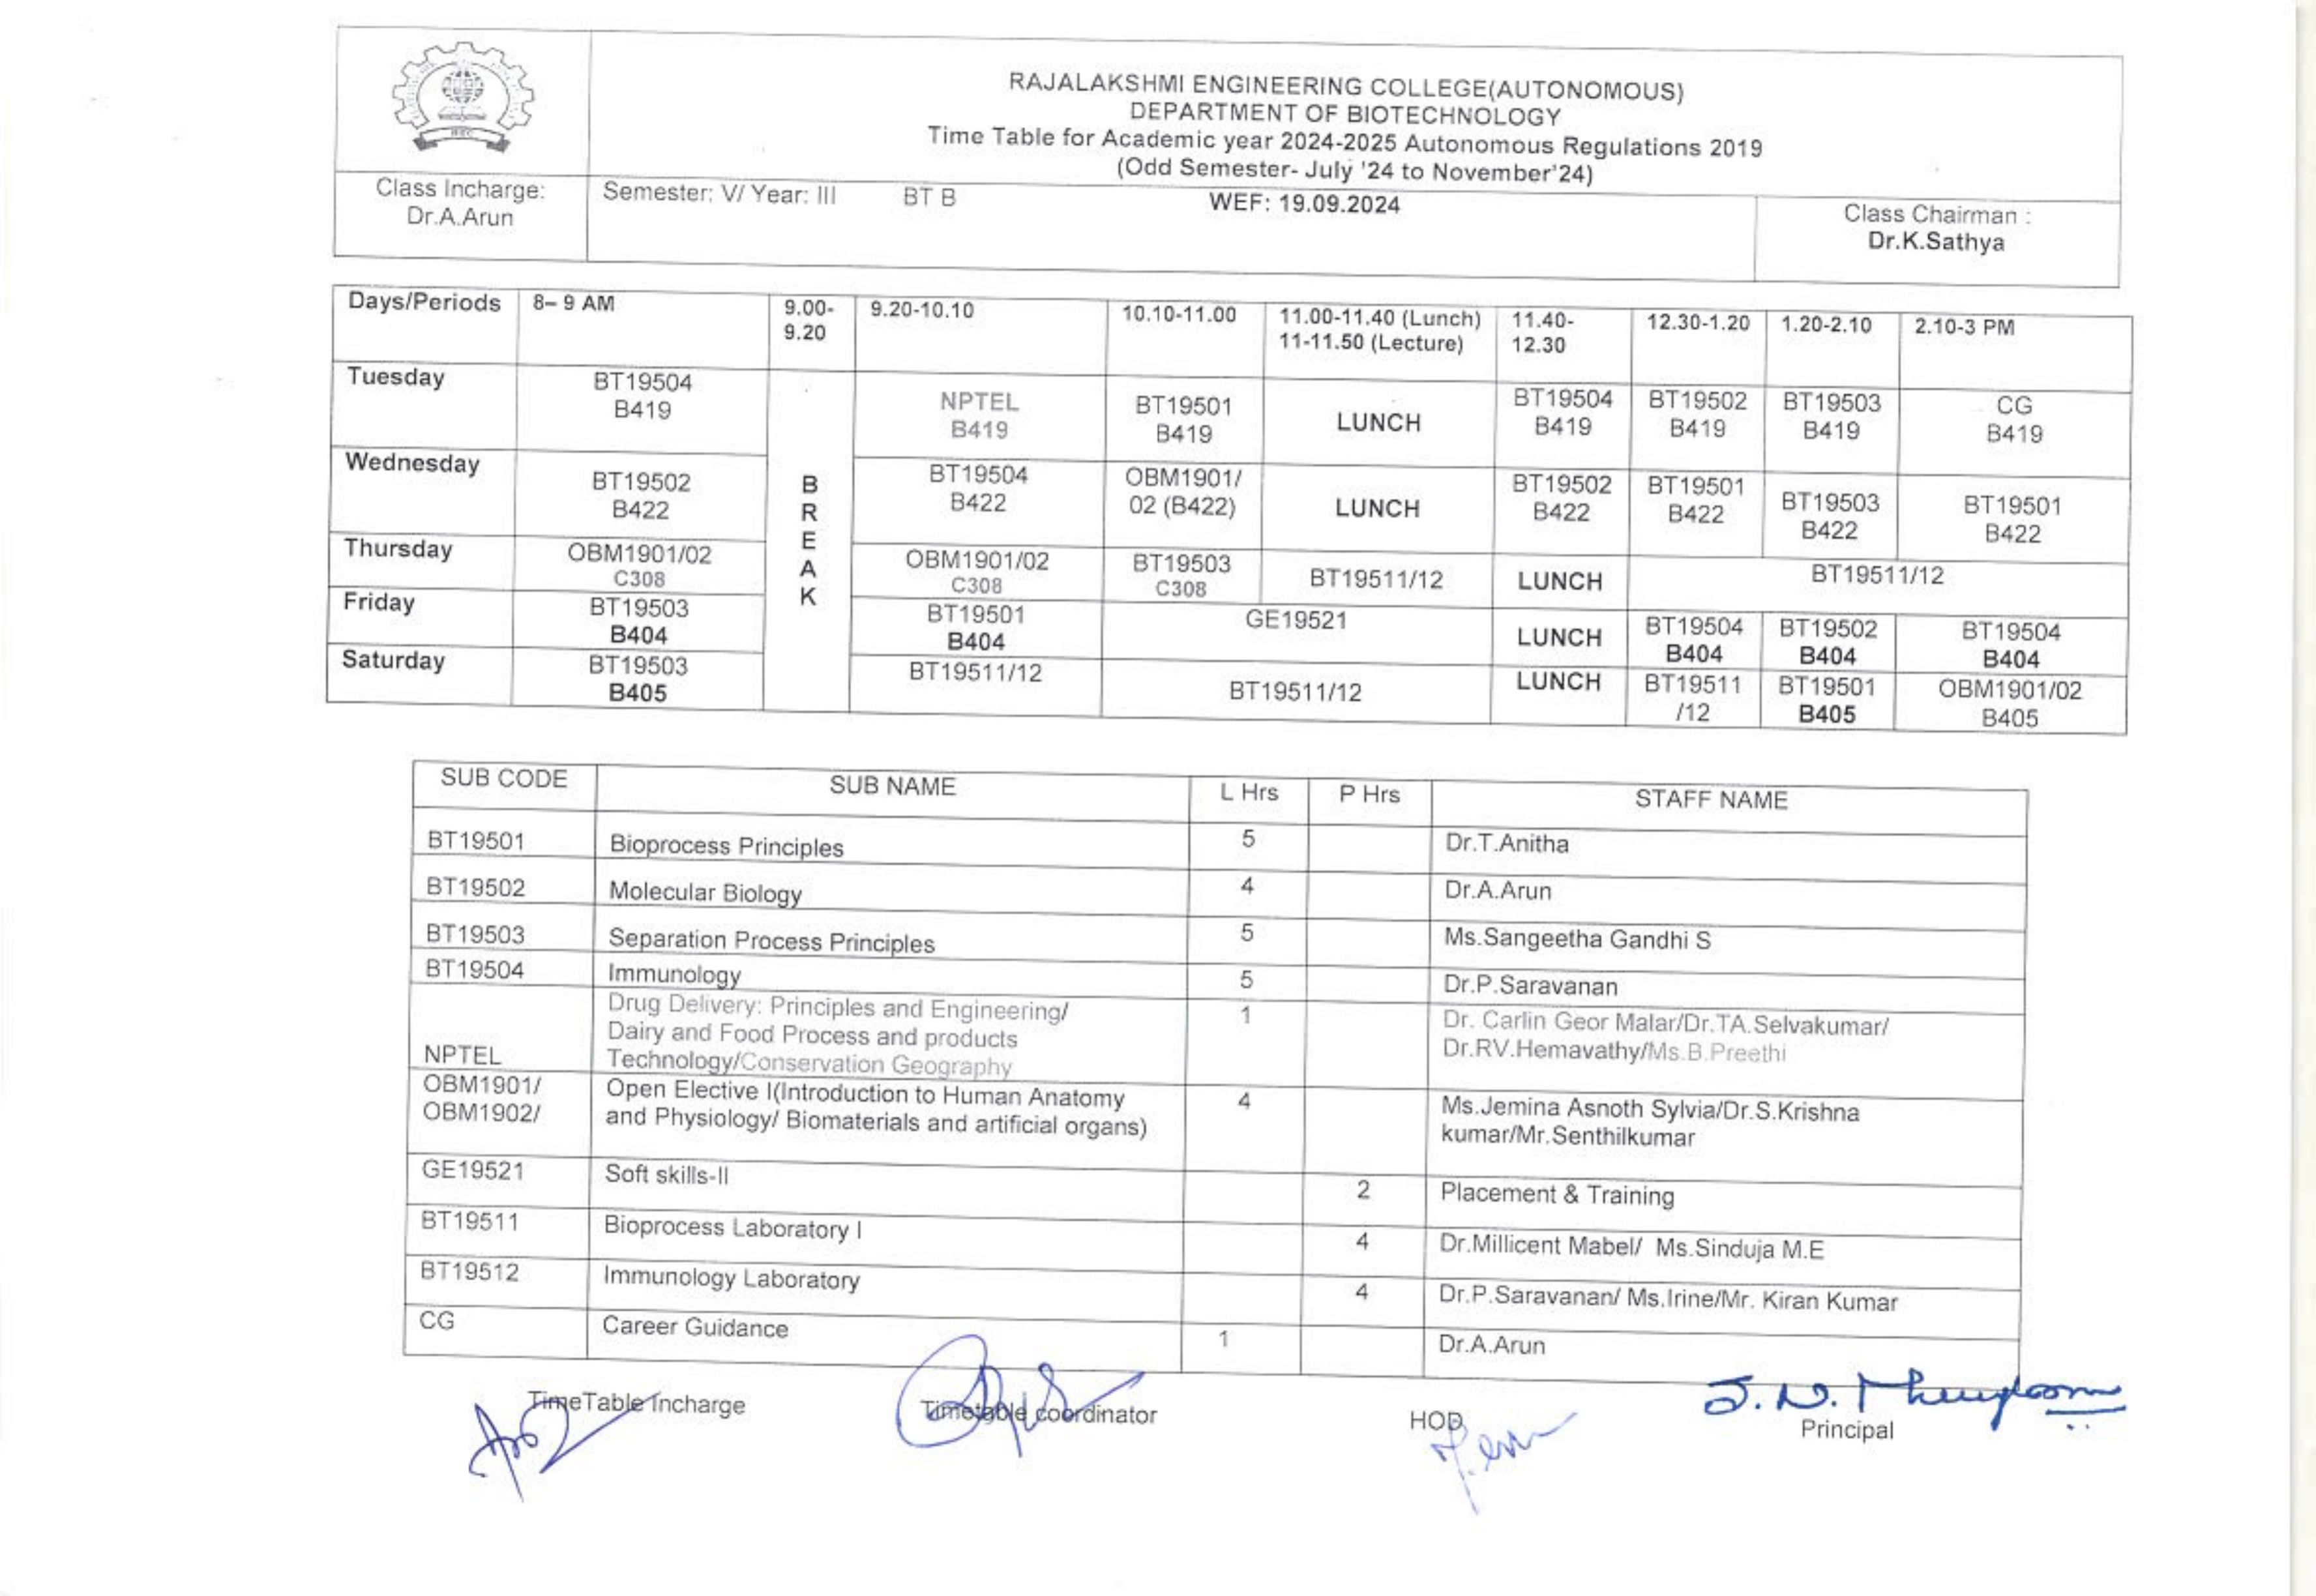 REC
RAJALAKSHMI ENGINEERING COLLEGE(AUTONOMOUS)
DEPARTMENT OF BIOTECHNOLOGY
Time Table for Academic year 2024-2025 Autonomous Regulations 2019
(Odd Semester- July '24 to November'24)
Class Incharge:
Dr.A.Arun
Semester: V/ Year: III BT B WEF: 19.09.2024
Class Chairman :
Dr.K.Sathya
Days/Periods 8– 9 AM 9.00-9.20 9.20-10.10 10.10-11.00 11.00-11.40 (Lunch) 11-11.50 (Lecture) 11.40-12.30 12.30-1.20 1.20-2.10 2.10-3 PM
BREAK
Tuesday BT19504 B419 NPTEL B419 BT19501 B419 LUNCH BT19504 B419 BT19502 B419 BT19503 B419 CG B419
Wednesday BT19502 B422 BT19504 B422 OBM1901/02 (B422) LUNCH BT19502 B422 BT19501 B422 BT19503 B422 BT19501 B422
Thursday OBM1901/02 C308 OBM1901/02 C308 BT19503 C308 BT19511/12 LUNCH BT19511/12
Friday BT19503 B404 BT19501 B404 GE19521 LUNCH BT19504 B404 BT19502 B404 BT19504 B404
Saturday BT19503 B405 BT19511/12 BT19511/12 LUNCH BT19511/12 BT19501 B405 OBM1901/02 B405
SUB CODE SUB NAME L Hrs P Hrs STAFF NAME
BT19501 Bioprocess Principles 5 Dr.T.Anitha
BT19502 Molecular Biology 4 Dr.A.Arun
BT19503 Separation Process Principles 5 Ms.Sangeetha Gandhi S
BT19504 Immunology 5 Dr.P.Saravanan
NPTEL Drug Delivery: Principles and Engineering/ Dairy and Food Process and products Technology/Conservation Geography 1 Dr. Carlin Geor Malar/Dr.TA.Selvakumar/ Dr.RV.Hemavathy/Ms.B.Preethi
OBM1901/ OBM1902/ Open Elective I(Introduction to Human Anatomy and Physiology/ Biomaterials and artificial organs) 4 Ms.Jemina Asnoth Sylvia/Dr.S.Krishna kumar/Mr.Senthilkumar
GE19521 Soft skills-II 2 Placement & Training
BT19511 Bioprocess Laboratory I 4 Dr.Millicent Mabel/ Ms.Sinduja M.E
BT19512 Immunology Laboratory 4 Dr.P.Saravanan/ Ms.Irine/Mr. Kiran Kumar
CG Career Guidance 1 Dr.A.Arun
TimeTable Incharge Timetable coordinator HOD Principal